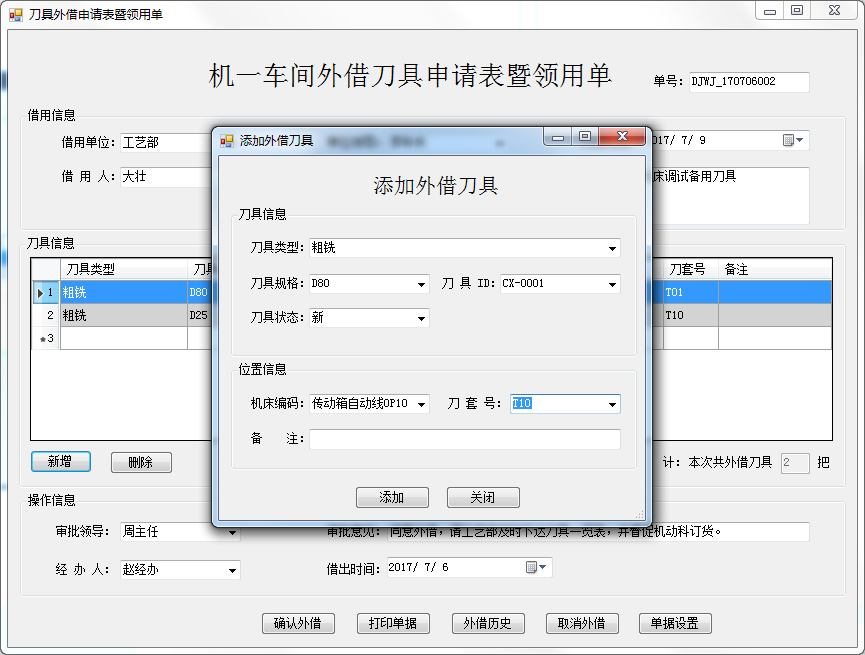 刀具外借申请表暨领用单
机一车间外借刀具申请表暨领用单
单号: DJWJ_170706002
借用信息
借用单位: 工艺部
017/ 7/ 9
借 用 人: 大壮
床调试备用刀具
刀具信息
刀具类型 刀具 刀套号 备注
1 粗铣 D80 T01
2 粗铣 D25 T10
*3
新增 删除
计: 本次共外借刀具 2 把
添加外借刀具
添加外借刀具
刀具信息
刀具类型: 粗铣
刀具规格: D80 刀 具 ID: CX-0001
刀具状态: 新
位置信息
机床编码: 传动箱自动线OP10 刀 套 号: T10
备 注:
添加 关闭
操作信息
审批领导: 周主任 审批意见: 同意外借，请工艺部及时下达刀具一览表，并督促机动科订货。
经 办 人: 赵经办 借出时间: 2017/ 7/ 6
确认外借 打印单据 外借历史 取消外借 单据设置